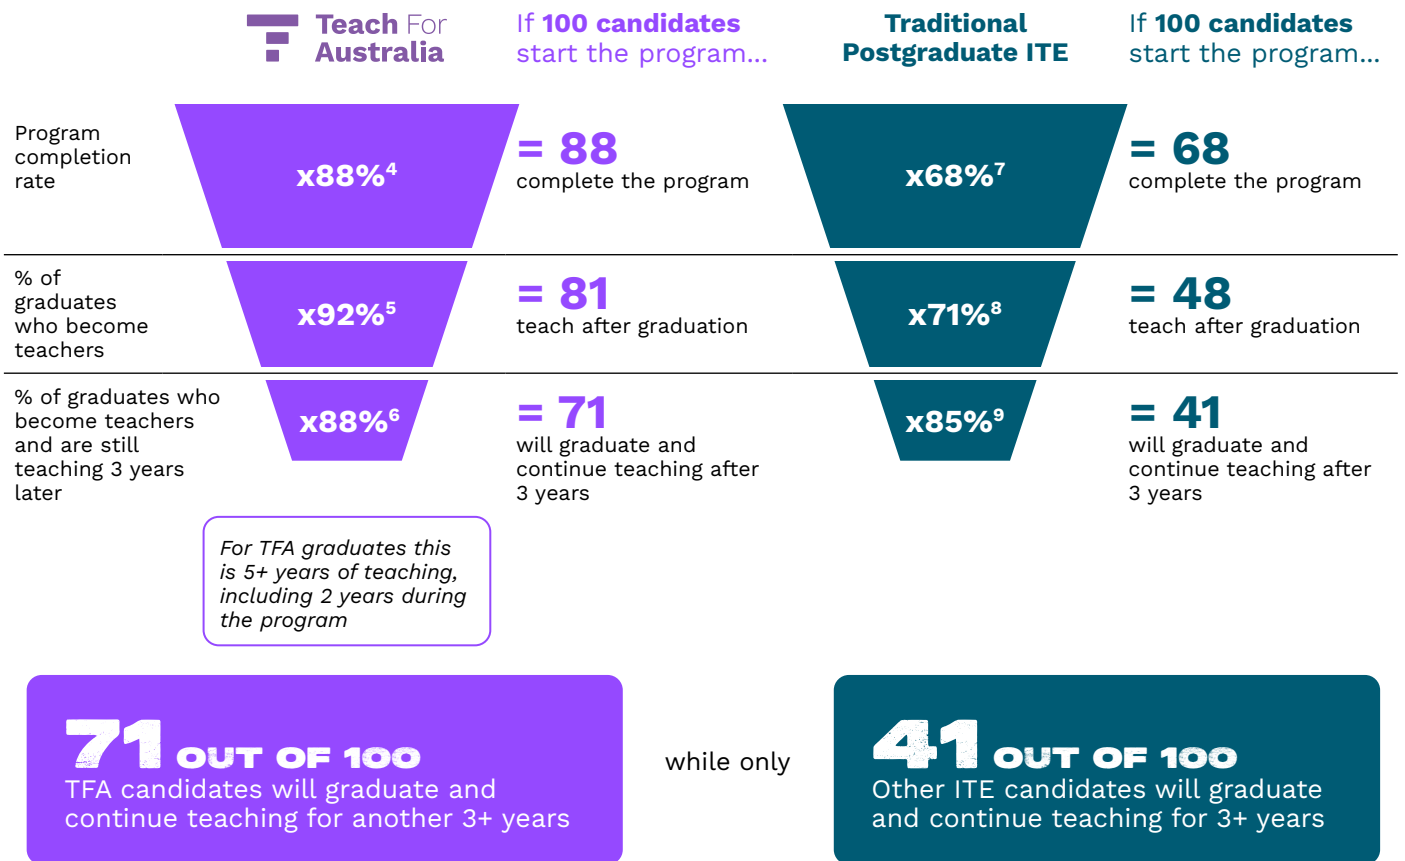 Teach For
Australia
If 100 candidates
start the program...
Traditional
Postgraduate ITE
If 100 candidates
start the program...
Program
completion
rate
x88%⁴
= 88
complete the program
x68%⁷
= 68
complete the program
% of
graduates
who become
teachers
x92%⁵
= 81
teach after graduation
x71%⁸
= 48
teach after graduation
% of graduates who
become teachers
and are still
teaching 3 years
later
x88%⁶
= 71
will graduate and
continue teaching after
3 years
x85%⁹
= 41
will graduate and
continue teaching after
3 years
For TFA graduates this
is 5+ years of teaching,
including 2 years during
the program
71 OUT OF 100
TFA candidates will graduate and
continue teaching for another 3+ years
while only
41 OUT OF 100
Other ITE candidates will graduate
and continue teaching for 3+ years